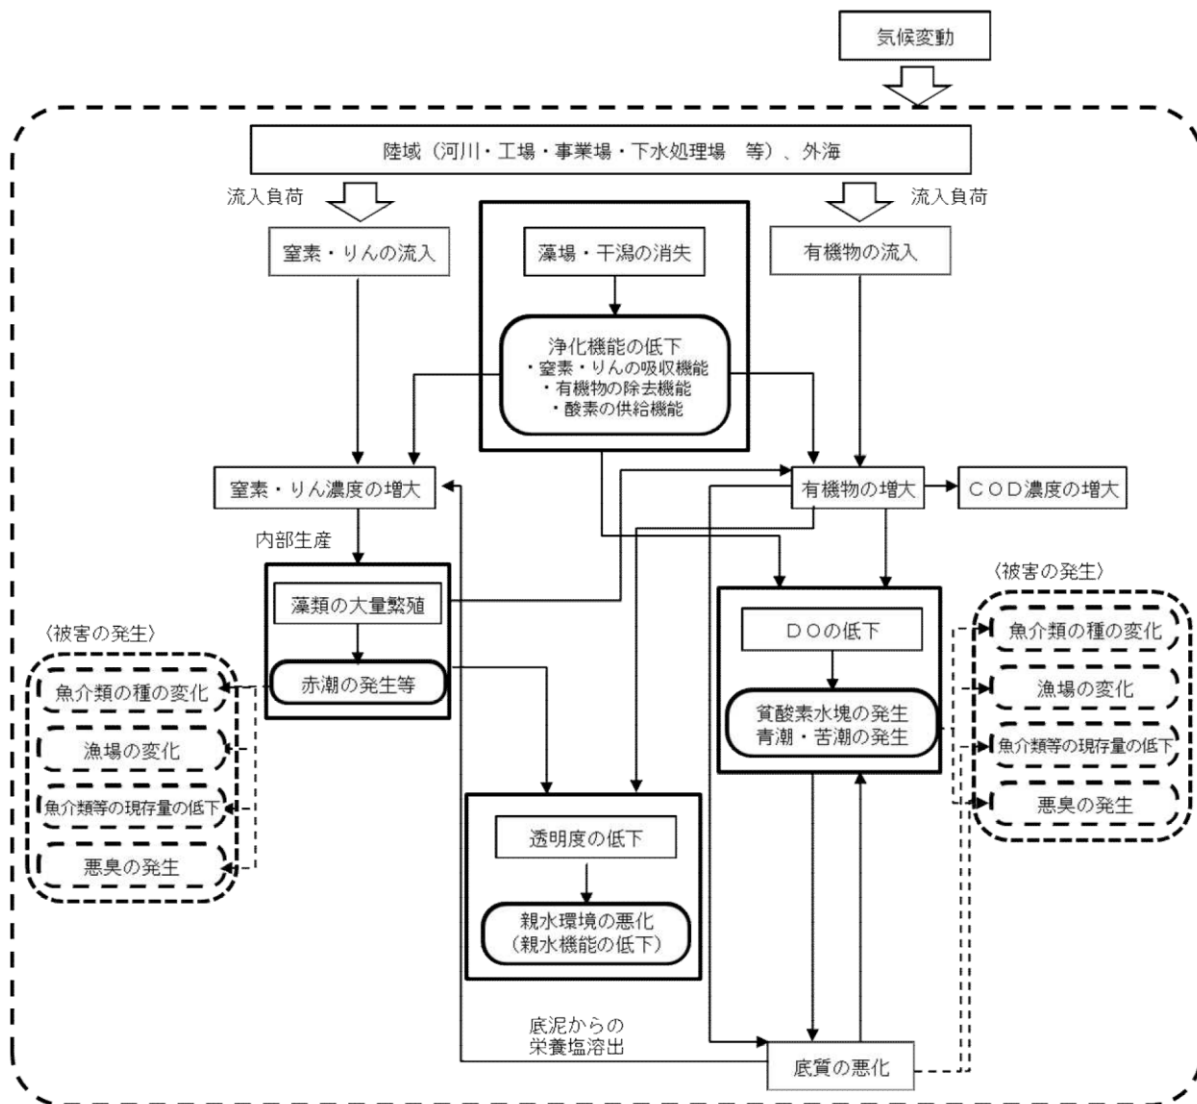 気候変動
陸域（河川・工場・事業場・下水処理場　等）、外海
流入負荷
流入負荷
窒素・りんの流入
藻場・干潟の消失
有機物の流入
浄化機能の低下
・窒素・りんの吸収機能
・有機物の除去機能
・酸素の供給機能
窒素・りん濃度の増大
有機物の増大
ＣＯＤ濃度の増大
内部生産
藻類の大量繁殖
赤潮の発生等
〈被害の発生〉
魚介類の種の変化
漁場の変化
魚介類等の現存量の低下
悪臭の発生
ＤＯの低下
貧酸素水塊の発生
青潮・苦潮の発生
〈被害の発生〉
魚介類の種の変化
漁場の変化
魚介類等の現存量の低下
悪臭の発生
透明度の低下
親水環境の悪化
（親水機能の低下）
底泥からの
栄養塩溶出
底質の悪化